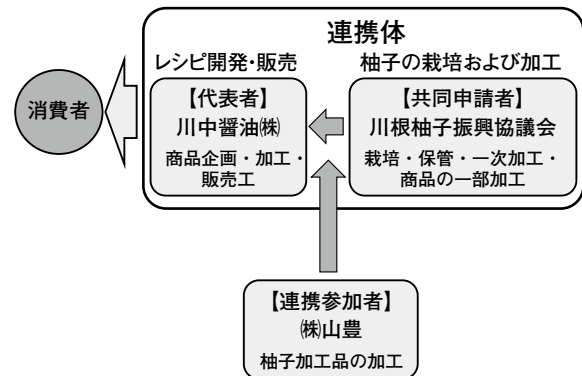 連携体
レシピ開発・販売
柚子の栽培および加工
消費者
【代表者】
川中醤油㈱
商品企画・加工・
販売工
【共同申請者】
川根柚子振興協議会
栽培・保管・一次加工・
商品の一部加工
【連携参加者】
㈱山豊
柚子加工品の加工